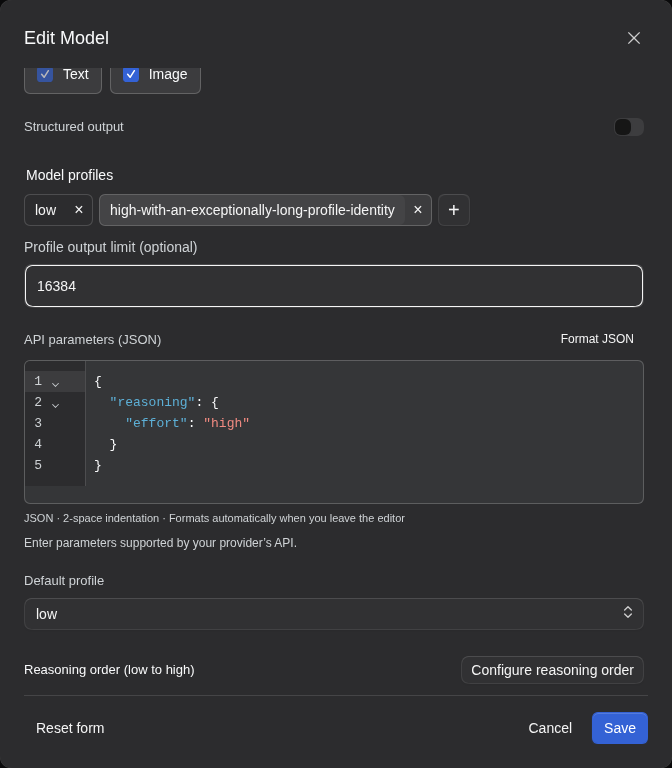 Edit Model
Text Image
Structured output
Model profiles
low × high-with-an-exceptionally-long-profile-identity × +
Profile output limit (optional)
16384
API parameters (JSON) Format JSON
1 {
2 "reasoning": {
3 "effort": "high"
4 }
5 }
JSON · 2-space indentation · Formats automatically when you leave the editor
Enter parameters supported by your provider’s API.
Default profile
low
Reasoning order (low to high) Configure reasoning order
Reset form Cancel Save